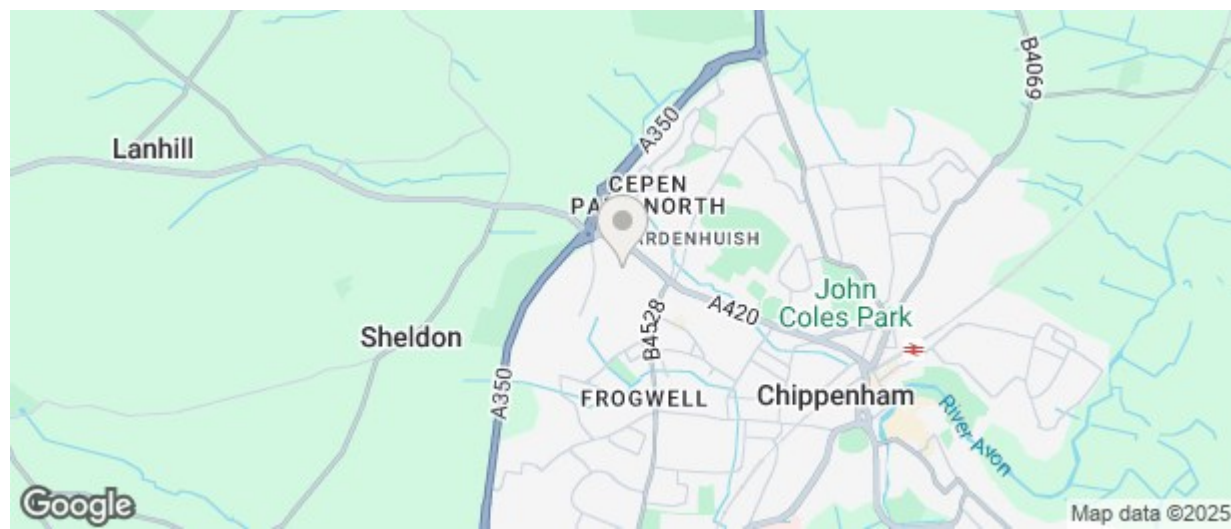 B4069
A350
Lanhill
CEPEN
NORTH
ARDENHUISH
John
Coles Park
A420
B4528
Sheldon
A350
FROGWELL
Chippenham
River Avon
Google
Map data ©2025